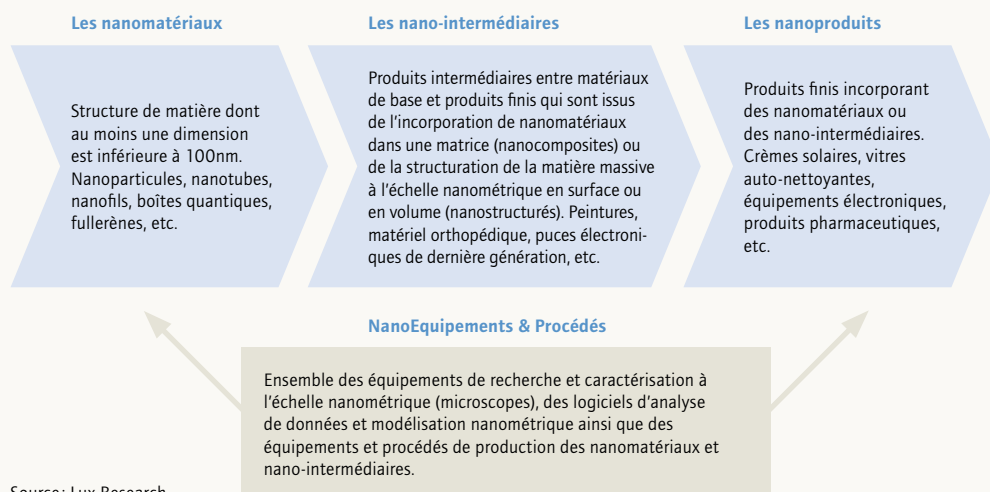 Les nanomatériaux
Structure de matière dont
au moins une dimension
est inférieure à 100nm.
Nanoparticules, nanotubes,
nanofils, boîtes quantiques,
fullerènes, etc.
Les nano-intermédiaires
Produits intermédiaires entre matériaux
de base et produits finis qui sont issus
de l'incorporation de nanomatériaux
dans une matrice (nanocomposites) ou
de la structuration de la matière massive
à l'échelle nanométrique en surface ou
en volume (nanostructurés). Peintures,
matériel orthopédique, puces électroni-
ques de dernière génération, etc.
Les nanoproduits
Produits finis incorporant
des nanomatériaux ou
des nano-intermédiaires.
Crèmes solaires, vitres
auto-nettoyantes,
équipements électroniques,
produits pharmaceutiques,
etc.
NanoEquipements & Procédés
Ensemble des équipements de recherche et caractérisation à
l'échelle nanométrique (microscopes), des logiciels d'analyse
de données et modélisation nanométrique ainsi que des
équipements et procédés de production des nanomatériaux et
nano-intermédiaires.
Source: Lux Research